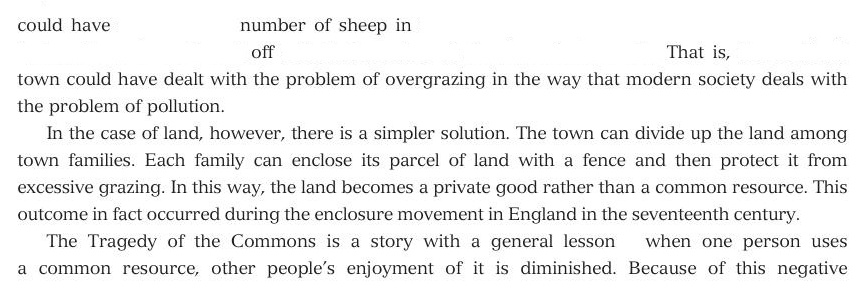 could have number of sheep in
off That is,
town could have dealt with the problem of overgrazing in the way that modern society deals with
the problem of pollution.
In the case of land, however, there is a simpler solution. The town can divide up the land among
town families. Each family can enclose its parcel of land with a fence and then protect it from
excessive grazing. In this way, the land becomes a private good rather than a common resource. This
outcome in fact occurred during the enclosure movement in England in the seventeenth century.
The Tragedy of the Commons is a story with a general lesson when one person uses
a common resource, other people’s enjoyment of it is diminished. Because of this negative